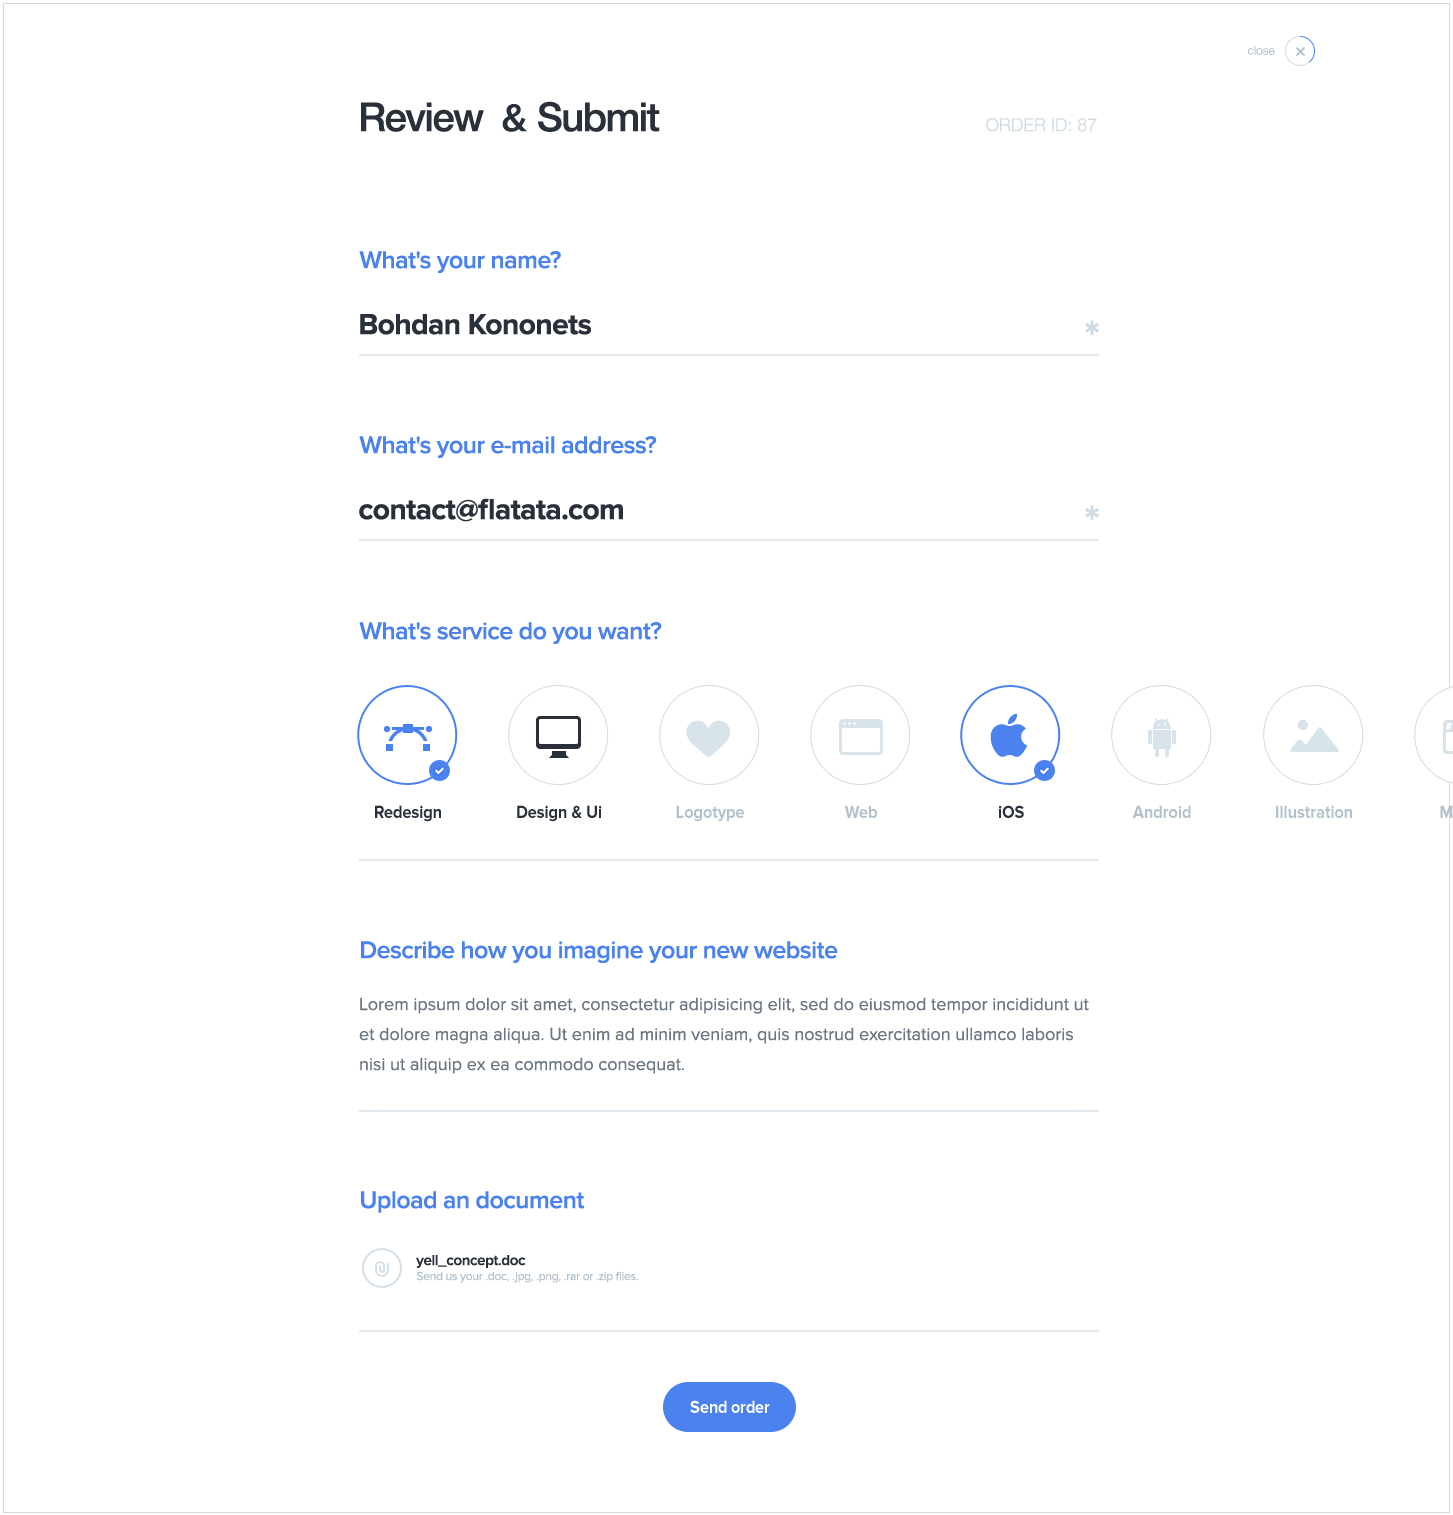 close
Review & Submit
ORDER ID: 87
What's your name?
Bohdan Kononets
*
What's your e-mail address?
contact@flatata.com
*
What's service do you want?
Redesign Design & Ui Logotype Web iOS Android Illustration M
Describe how you imagine your new website
Lorem ipsum dolor sit amet, consectetur adipisicing elit, sed do eiusmod tempor incididunt ut
et dolore magna aliqua. Ut enim ad minim veniam, quis nostrud exercitation ullamco laboris
nisi ut aliquip ex ea commodo consequat.
Upload an document
yell_concept.doc
Send us your .doc, .jpg, .png, .rar or .zip files.
Send order